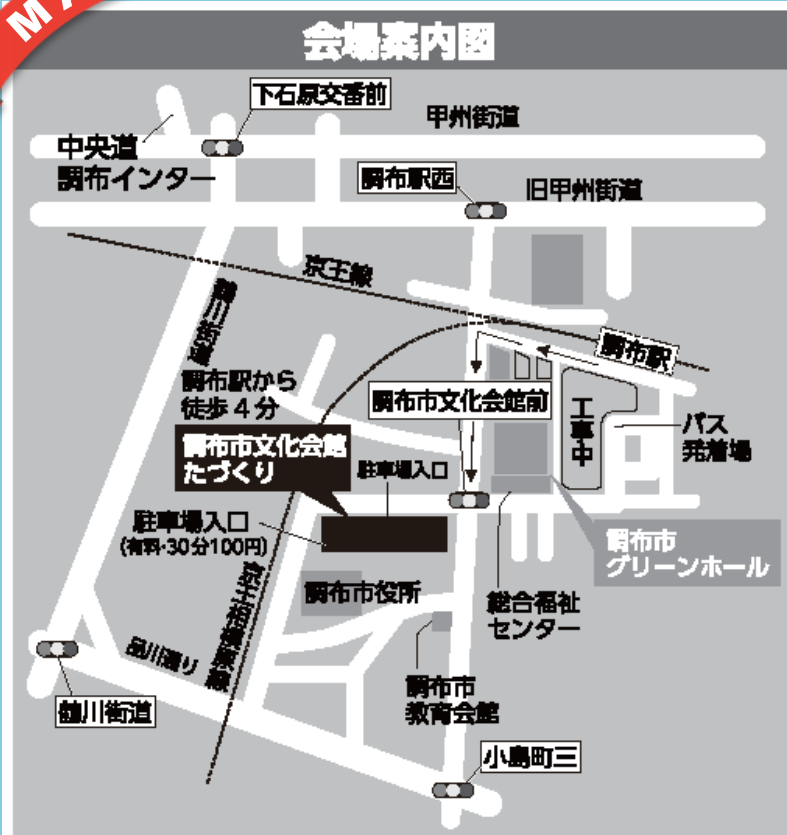 MA
会場案内図
下石原交番前
甲州街道
中央道
調布インター
調布駅西
旧甲州街道
京王線
鶴川街道
調布駅
調布駅から
徒歩4分
調布市文化会館前
工事中
バス
発着場
調布市文化会館
たづくり
駐車場入口
駐車場入口
(有料・30分100円)
調布市
グリーンホール
調布市役所
総合福祉
センター
京王相模原線
品川通り
調布市
教育会館
鶴川街道
小島町三